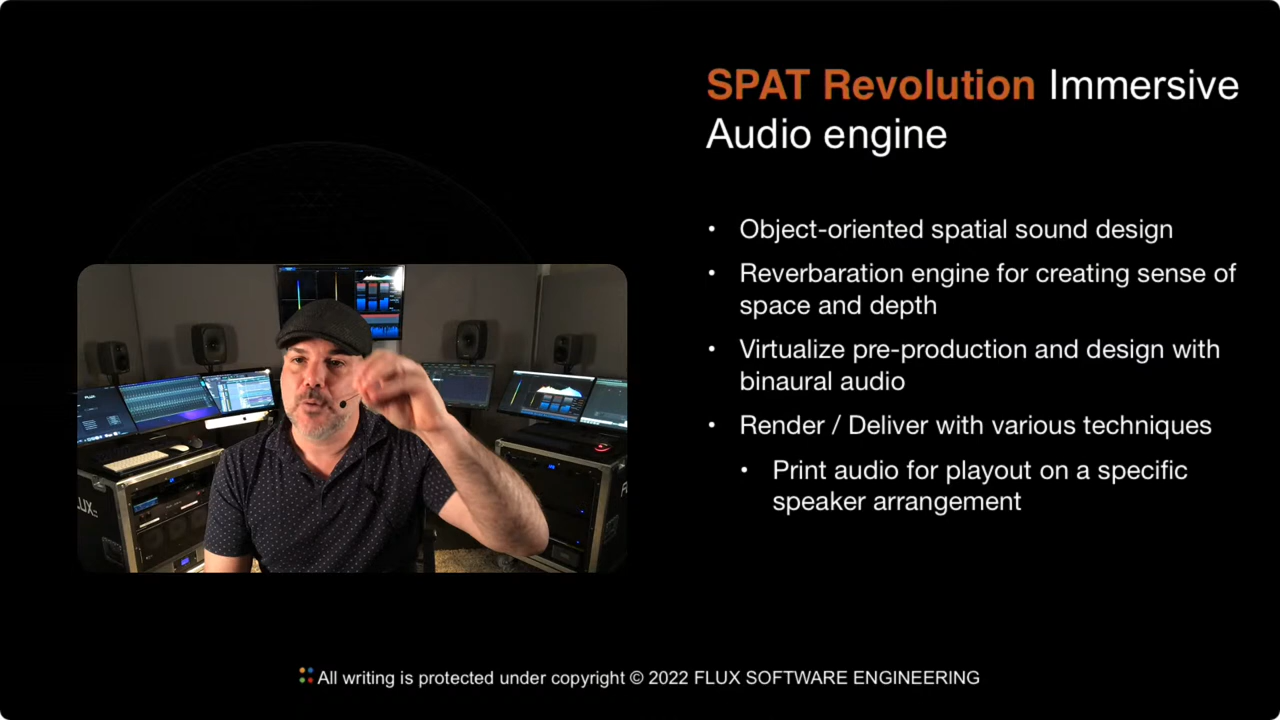 SPAT Revolution Immersive
Audio engine
• Object-oriented spatial sound design
• Reverbaration engine for creating sense of
space and depth
• Virtualize pre-production and design with
binaural audio
• Render / Deliver with various techniques
• Print audio for playout on a specific
speaker arrangement
All writing is protected under copyright © 2022 FLUX SOFTWARE ENGINEERING